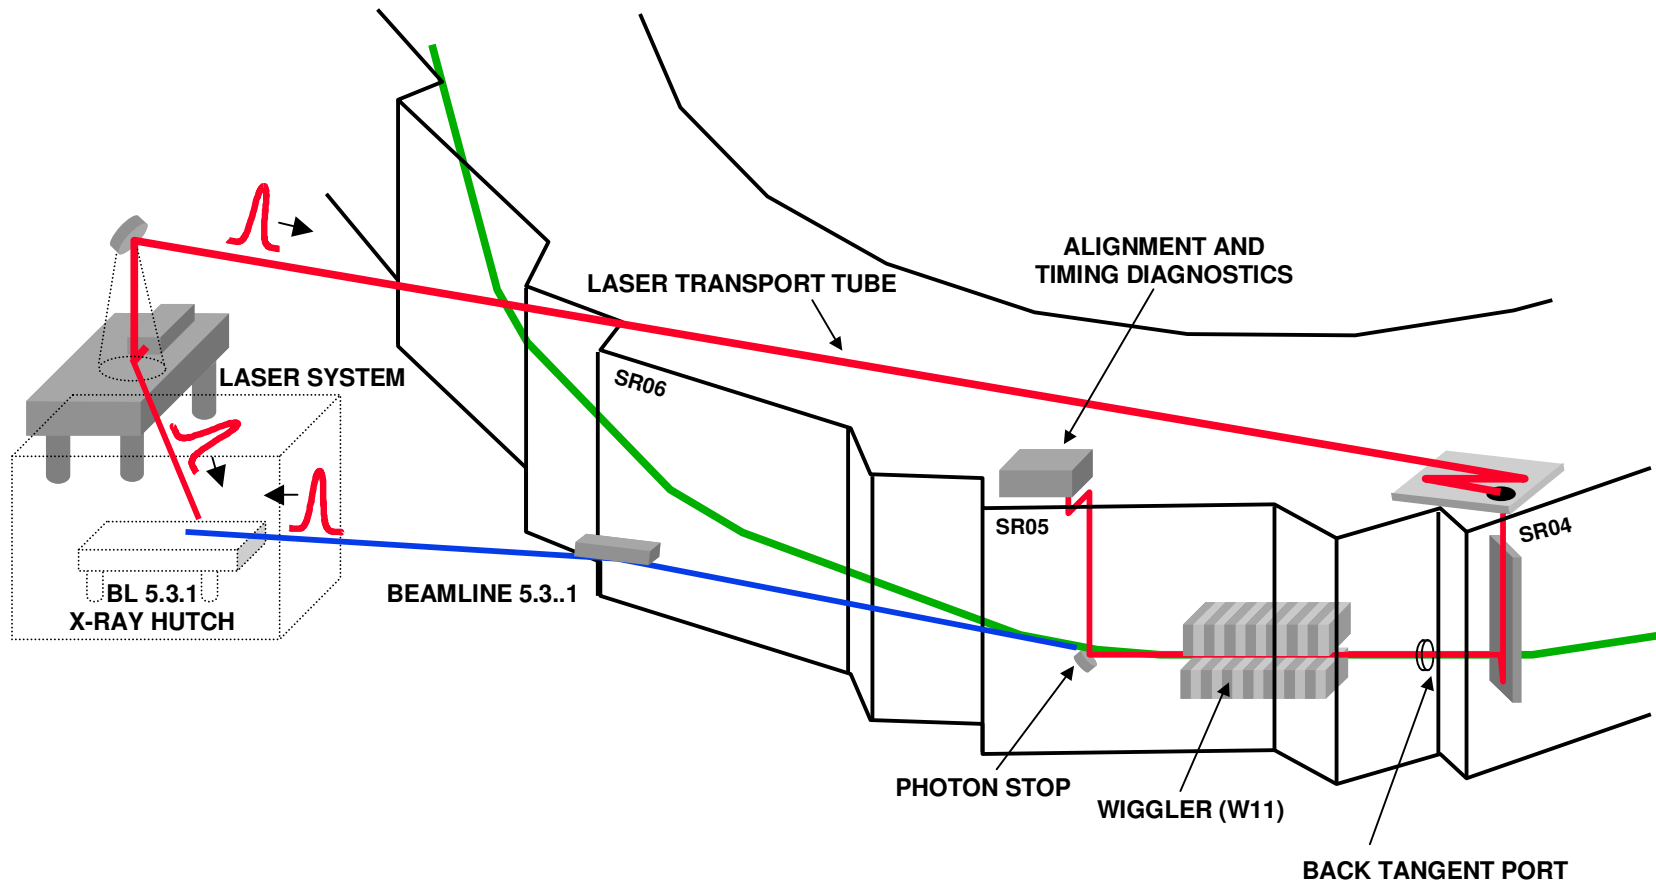 ALIGNMENT AND
TIMING DIAGNOSTICS
LASER TRANSPORT TUBE
LASER SYSTEM
SR06
SR05
SR04
BL 5.3.1
X-RAY HUTCH
BEAMLINE 5.3..1
PHOTON STOP
WIGGLER (W11)
BACK TANGENT PORT